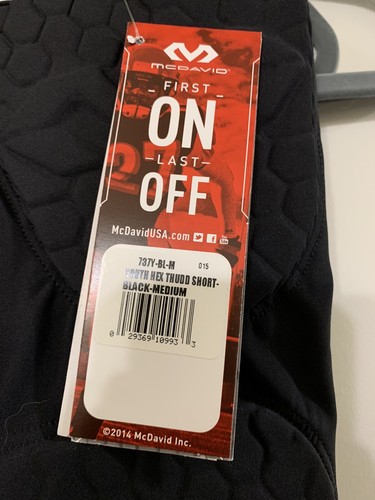 McDAVID
FIRST
ON
LAST
OFF
McDavidUSA.com
737Y-BL-M 015
YOUTH HEX THUDD SHORT-
BLACK-MEDIUM
0 29369 10993 3
©2014 McDavid Inc.